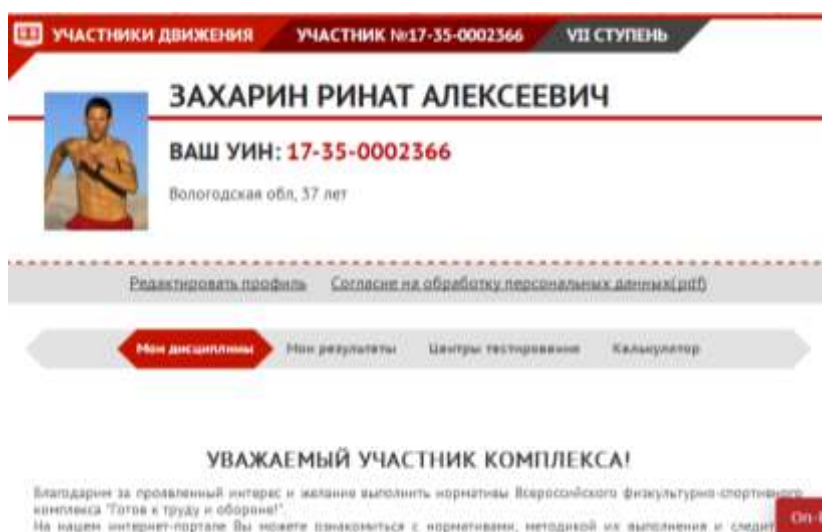 УЧАСТНИКИ ДВИЖЕНИЯ УЧАСТНИК №17-35-0002366 VII СТУПЕНЬ
ЗАХАРИН РИНАТ АЛЕКСЕЕВИЧ
ВАШ УИН: 17-35-0002366
Вологодская обл, 37 лет
Редактировать профиль Согласие на обработку персональных данных(pdf)
Мои дисциплины Мои результаты Центры тестирования Калькулятор
УВАЖАЕМЫЙ УЧАСТНИК КОМПЛЕКСА!
Благодарим за проявленный интерес и желание выполнить нормативы Всероссийского физкультурно-спортивного
комплекса "Готов к труду и обороне!".
На нашем интернет-портале Вы можете ознакомиться с нормативами, методикой их выполнения и следит
On-